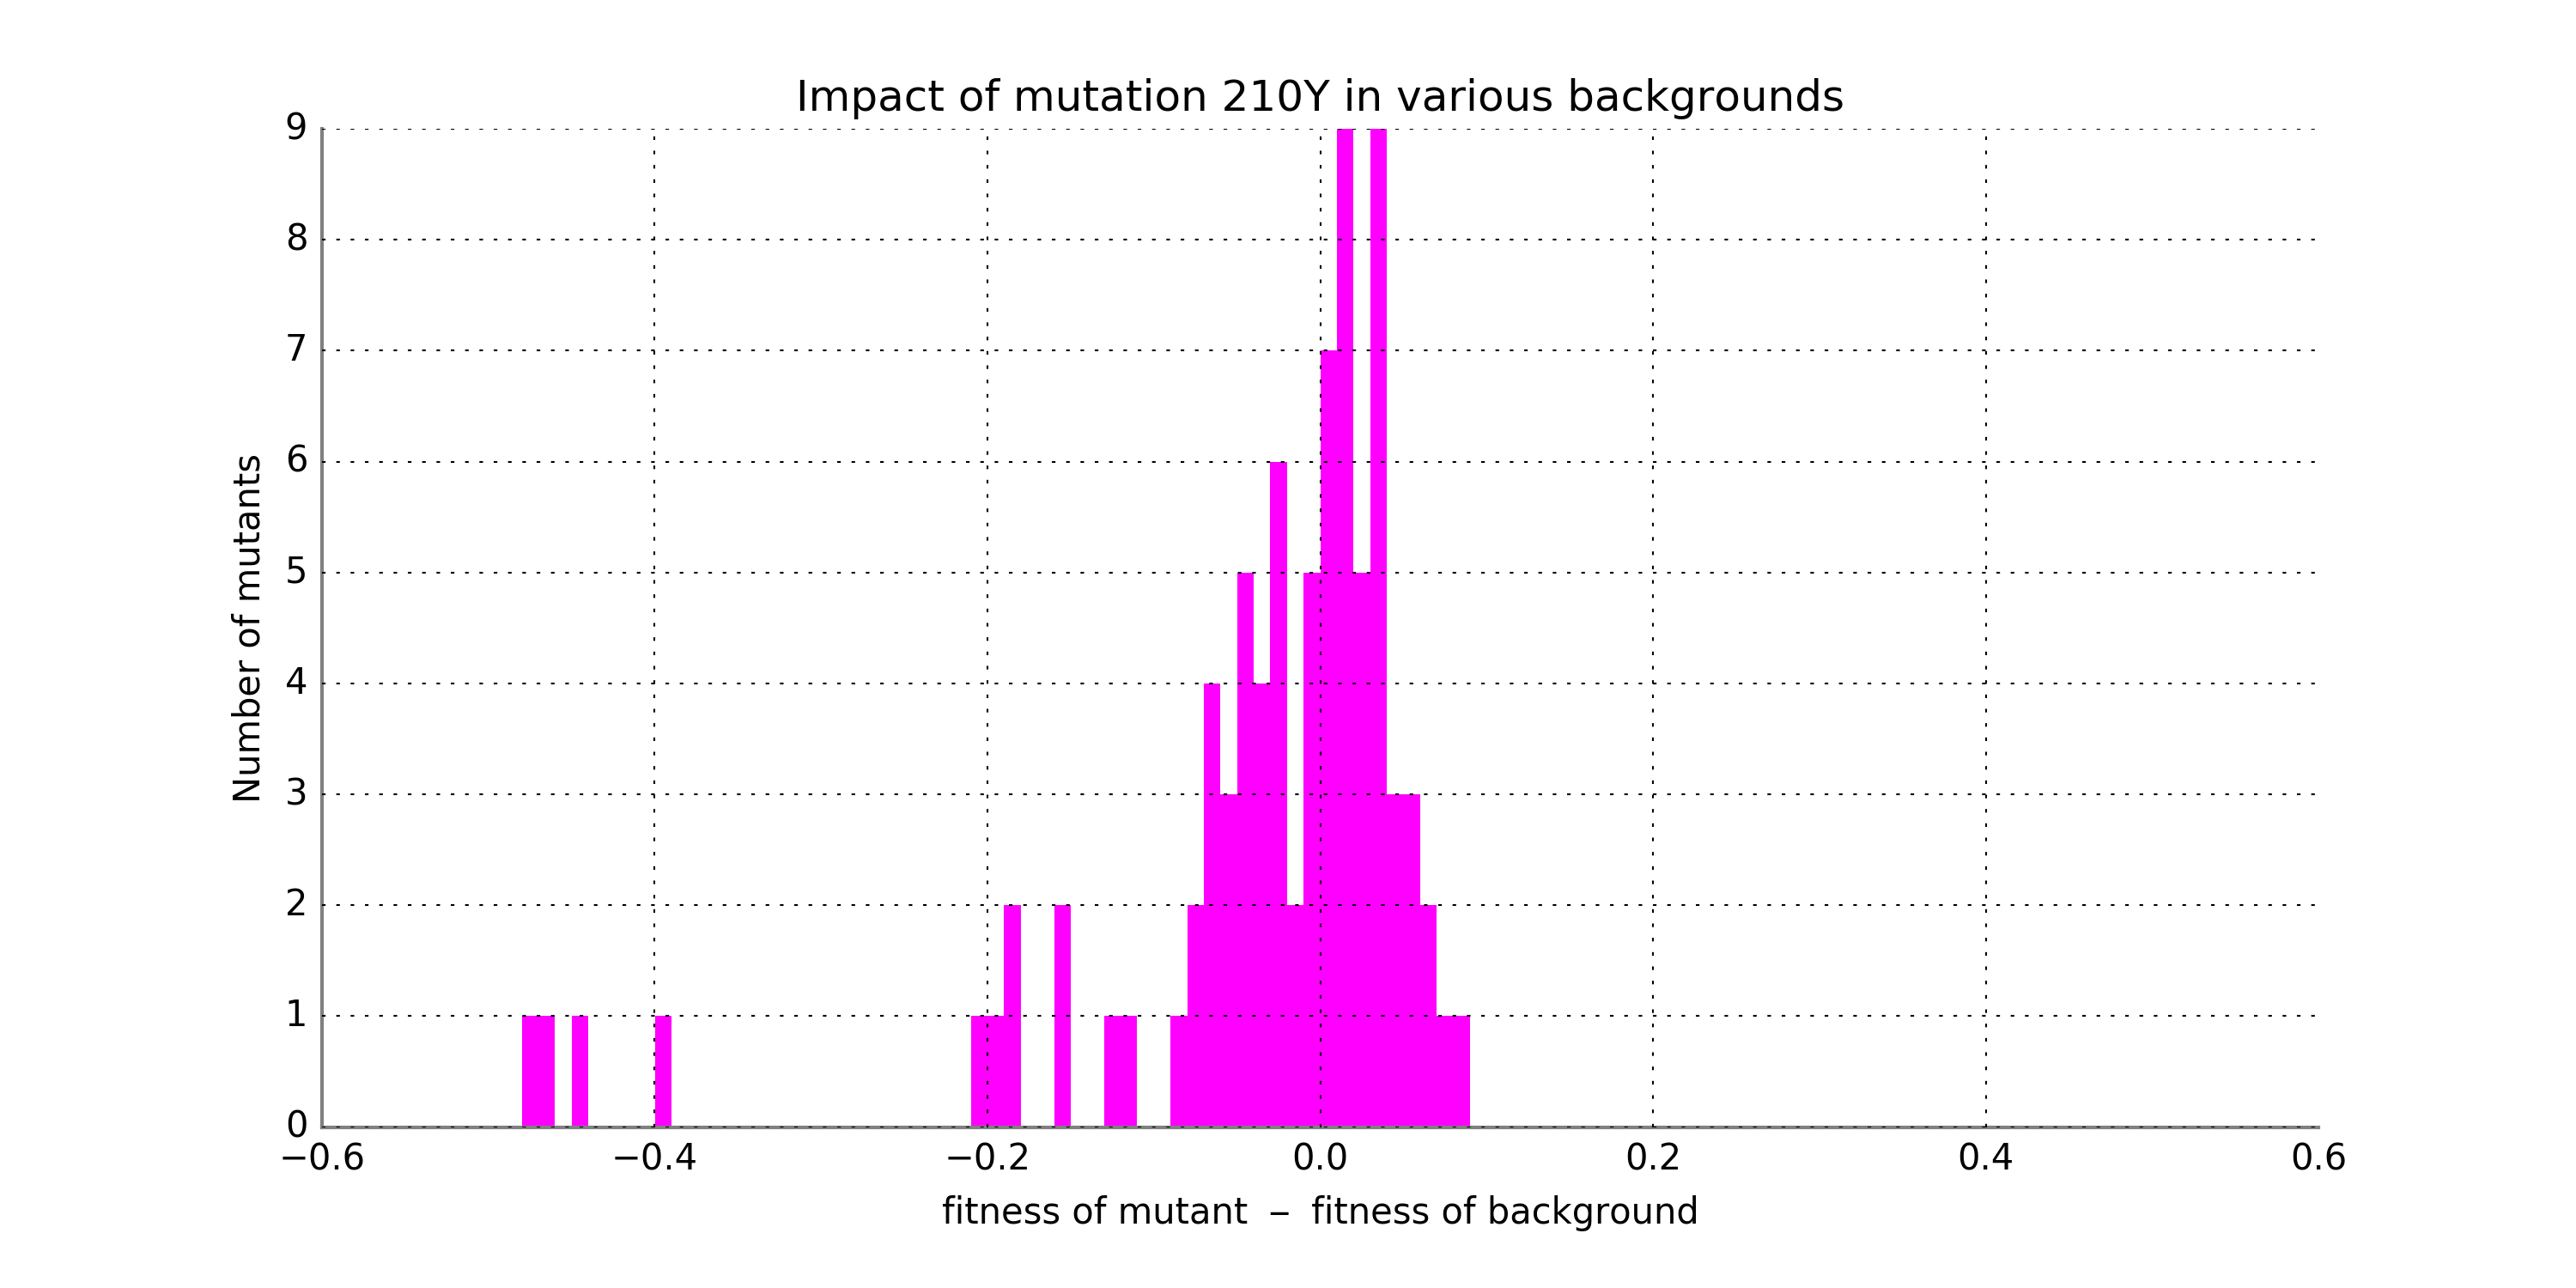 Impact of mutation 210Y in various backgrounds
9
8
7
6
5
4
3
2
1
0
Number of mutants
−0.6 −0.4 −0.2 0.0 0.2 0.4 0.6
fitness of mutant − fitness of background